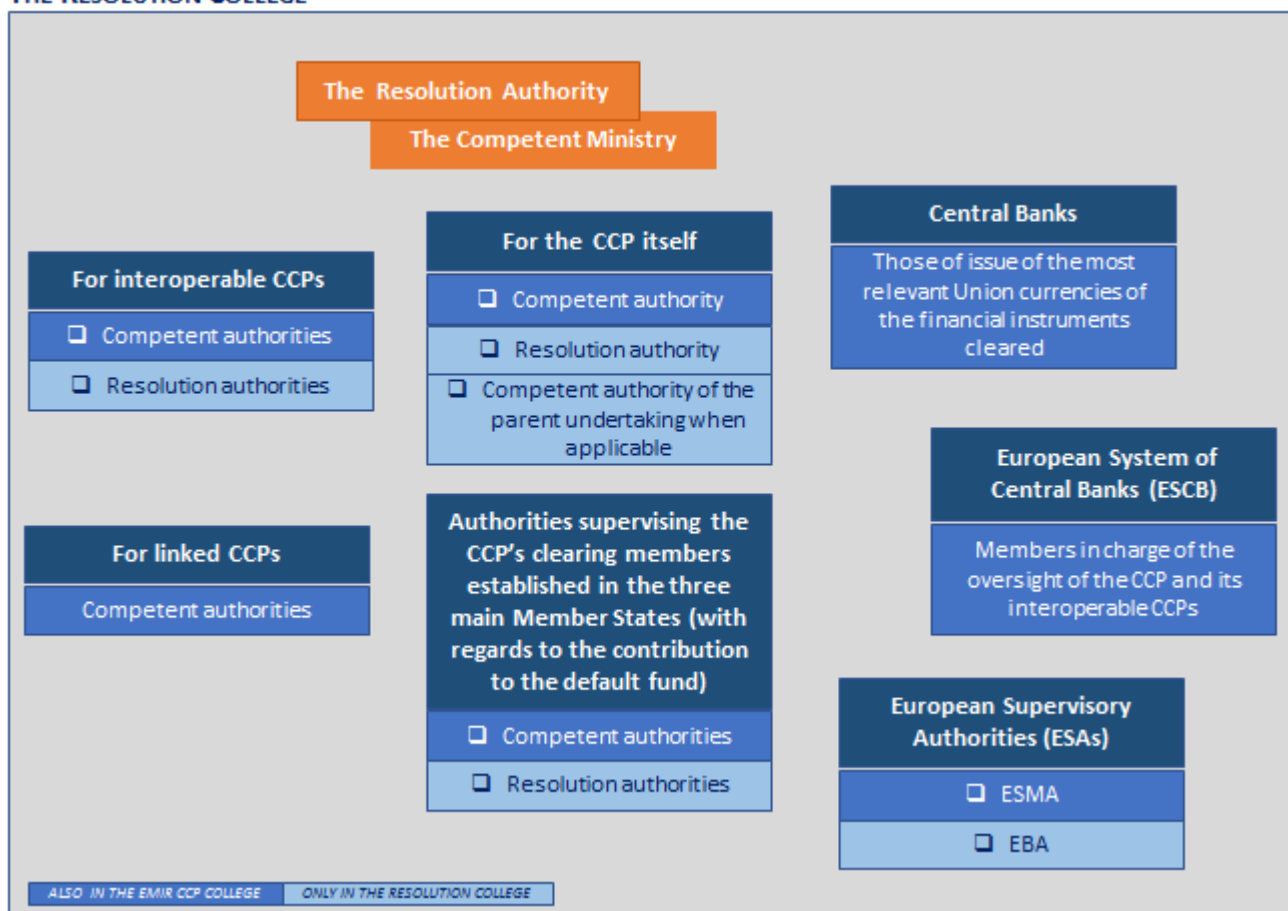 THE RESOLUTION COLLEGE
The Resolution Authority
The Competent Ministry
For interoperable CCPs
❑ Competent authorities
❑ Resolution authorities
For linked CCPs
Competent authorities
For the CCP itself
❑ Competent authority
❑ Resolution authority
❑ Competent authority of the
parent undertaking when
applicable
Authorities supervising the
CCP's clearing members
established in the three
main Member States (with
regards to the contribution
to the default fund)
❑ Competent authorities
❑ Resolution authorities
Central Banks
Those of issue of the most
relevant Union currencies of
the financial instruments
cleared
European System of
Central Banks (ESCB)
Members in charge of the
oversight of the CCP and its
interoperable CCPs
European Supervisory
Authorities (ESAs)
❑ ESMA
❑ EBA
ALSO IN THE EMIR CCP COLLEGE
ONLY IN THE RESOLUTION COLLEGE